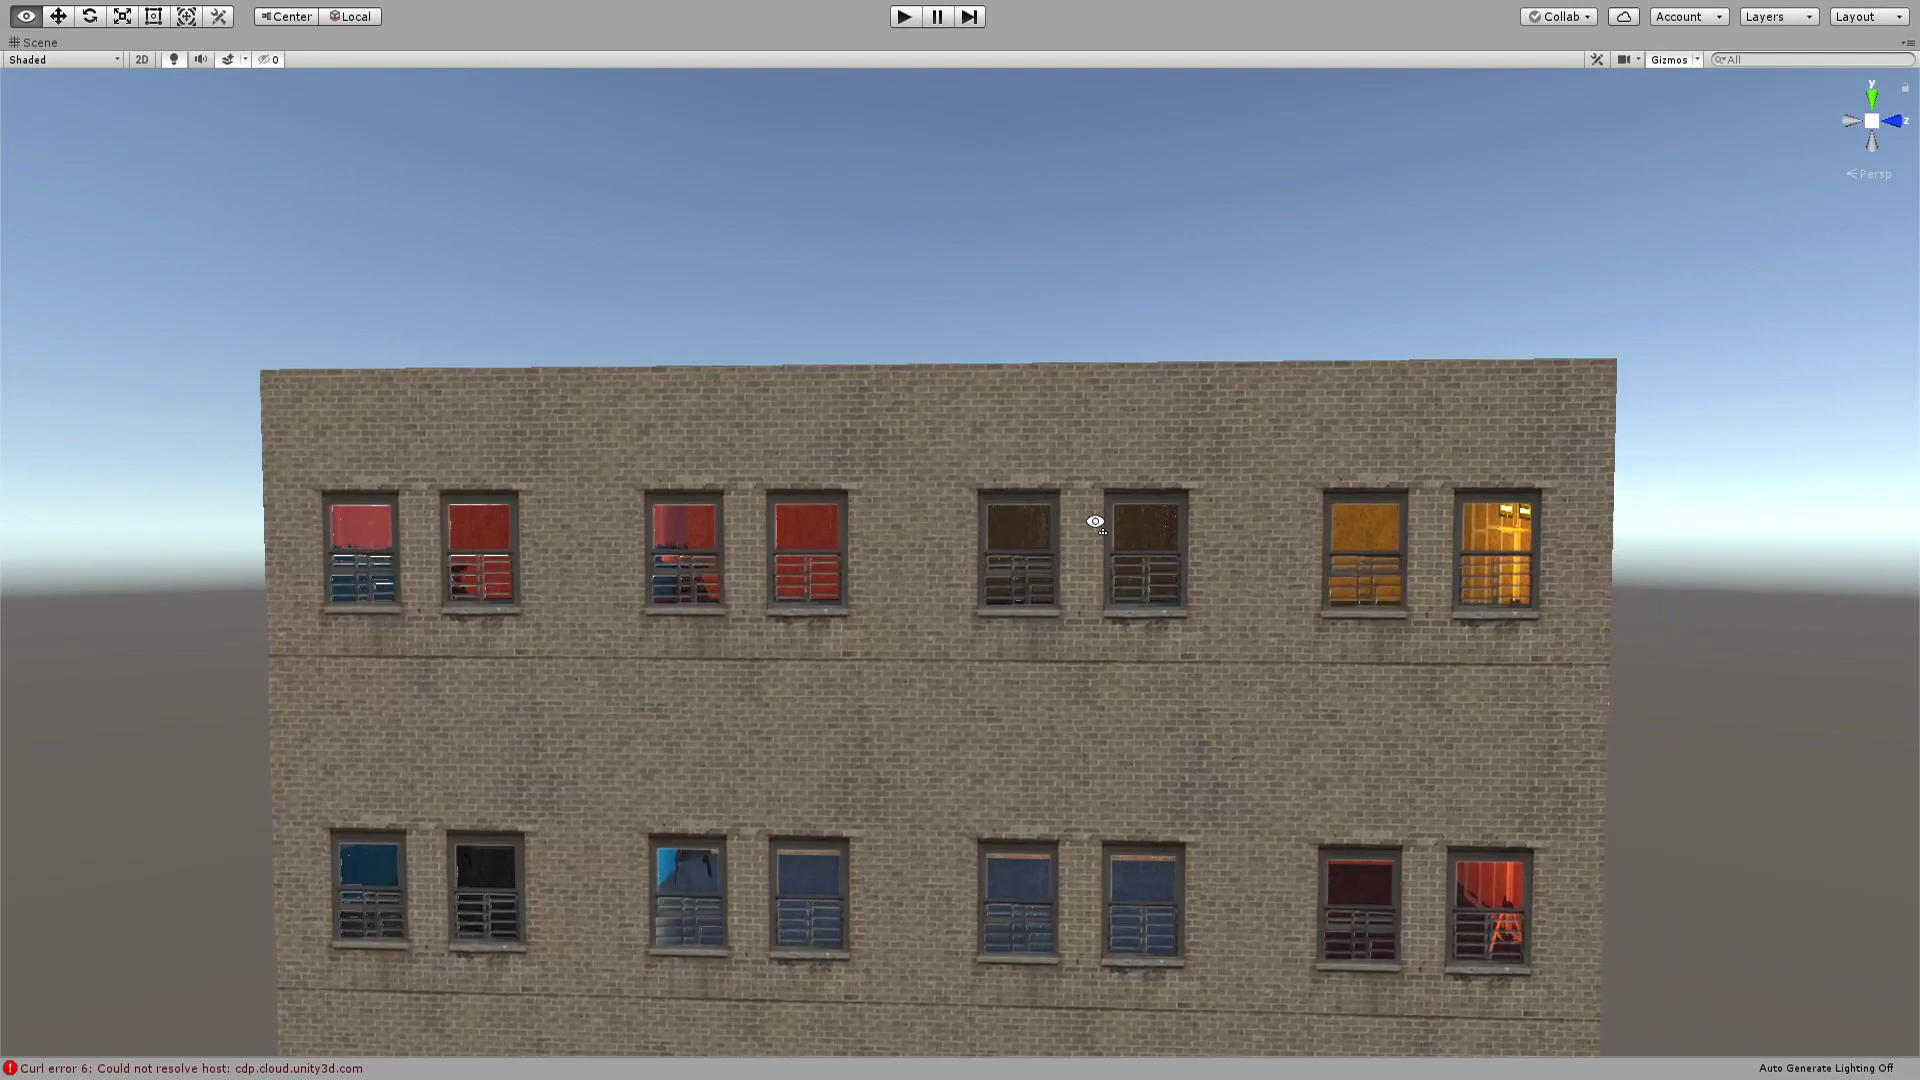 Center Local Collab Account Layers Layout
Scene
Shaded 2D 0 Gizmos All
y
z
Persp
Curl error 6: Could not resolve host: cdp.cloud.unity3d.com Auto Generate Lighting Off